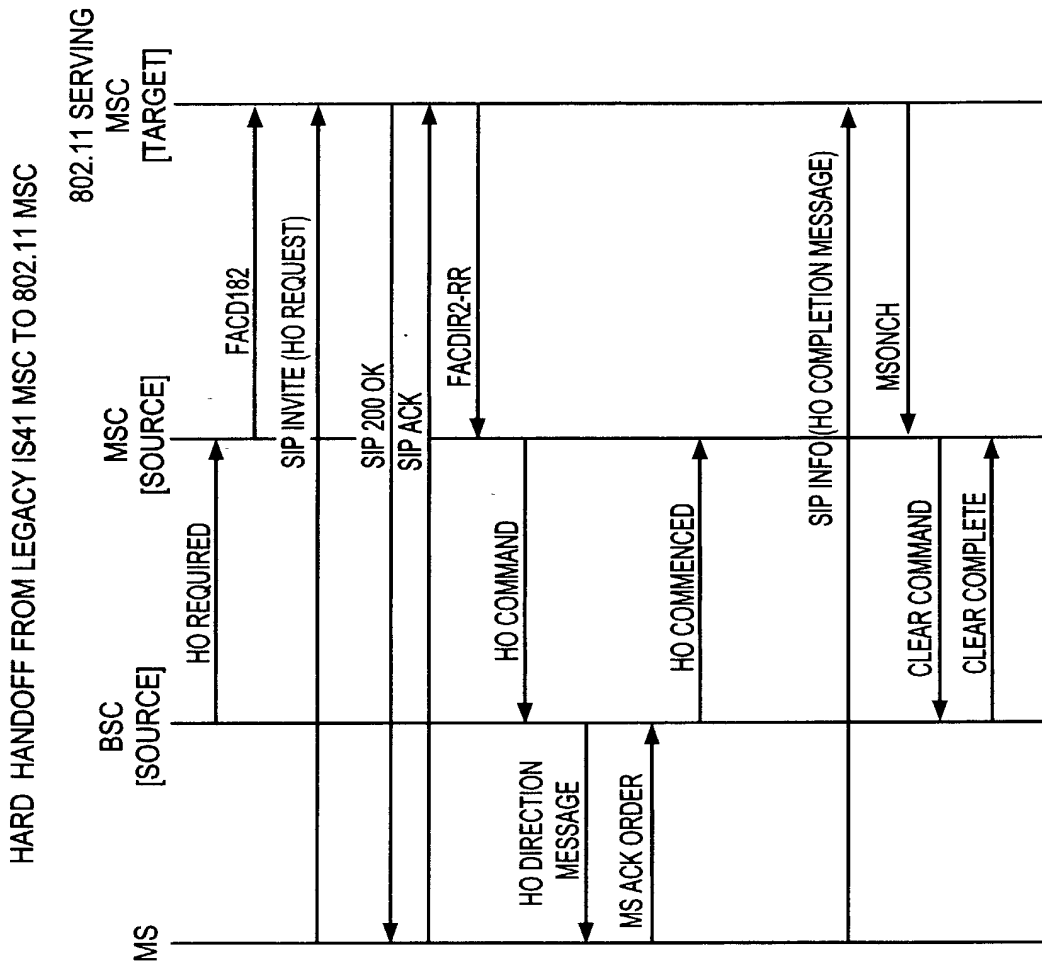 HARD HANDOFF FROM LEGACY IS41 MSC TO 802.11 MSC
MS
BSC
[SOURCE]
MSC
[SOURCE]
802.11 SERVING
MSC
[TARGET]
HO REQUIRED
FACD182
SIP INVITE (HO REQUEST)
SIP 200 OK
SIP ACK
FACDIR2-RR
HO COMMAND
HO DIRECTION
MESSAGE
MS ACK ORDER
HO COMMENCED
SIP INFO (HO COMPLETION MESSAGE)
MSONCH
CLEAR COMMAND
CLEAR COMPLETE